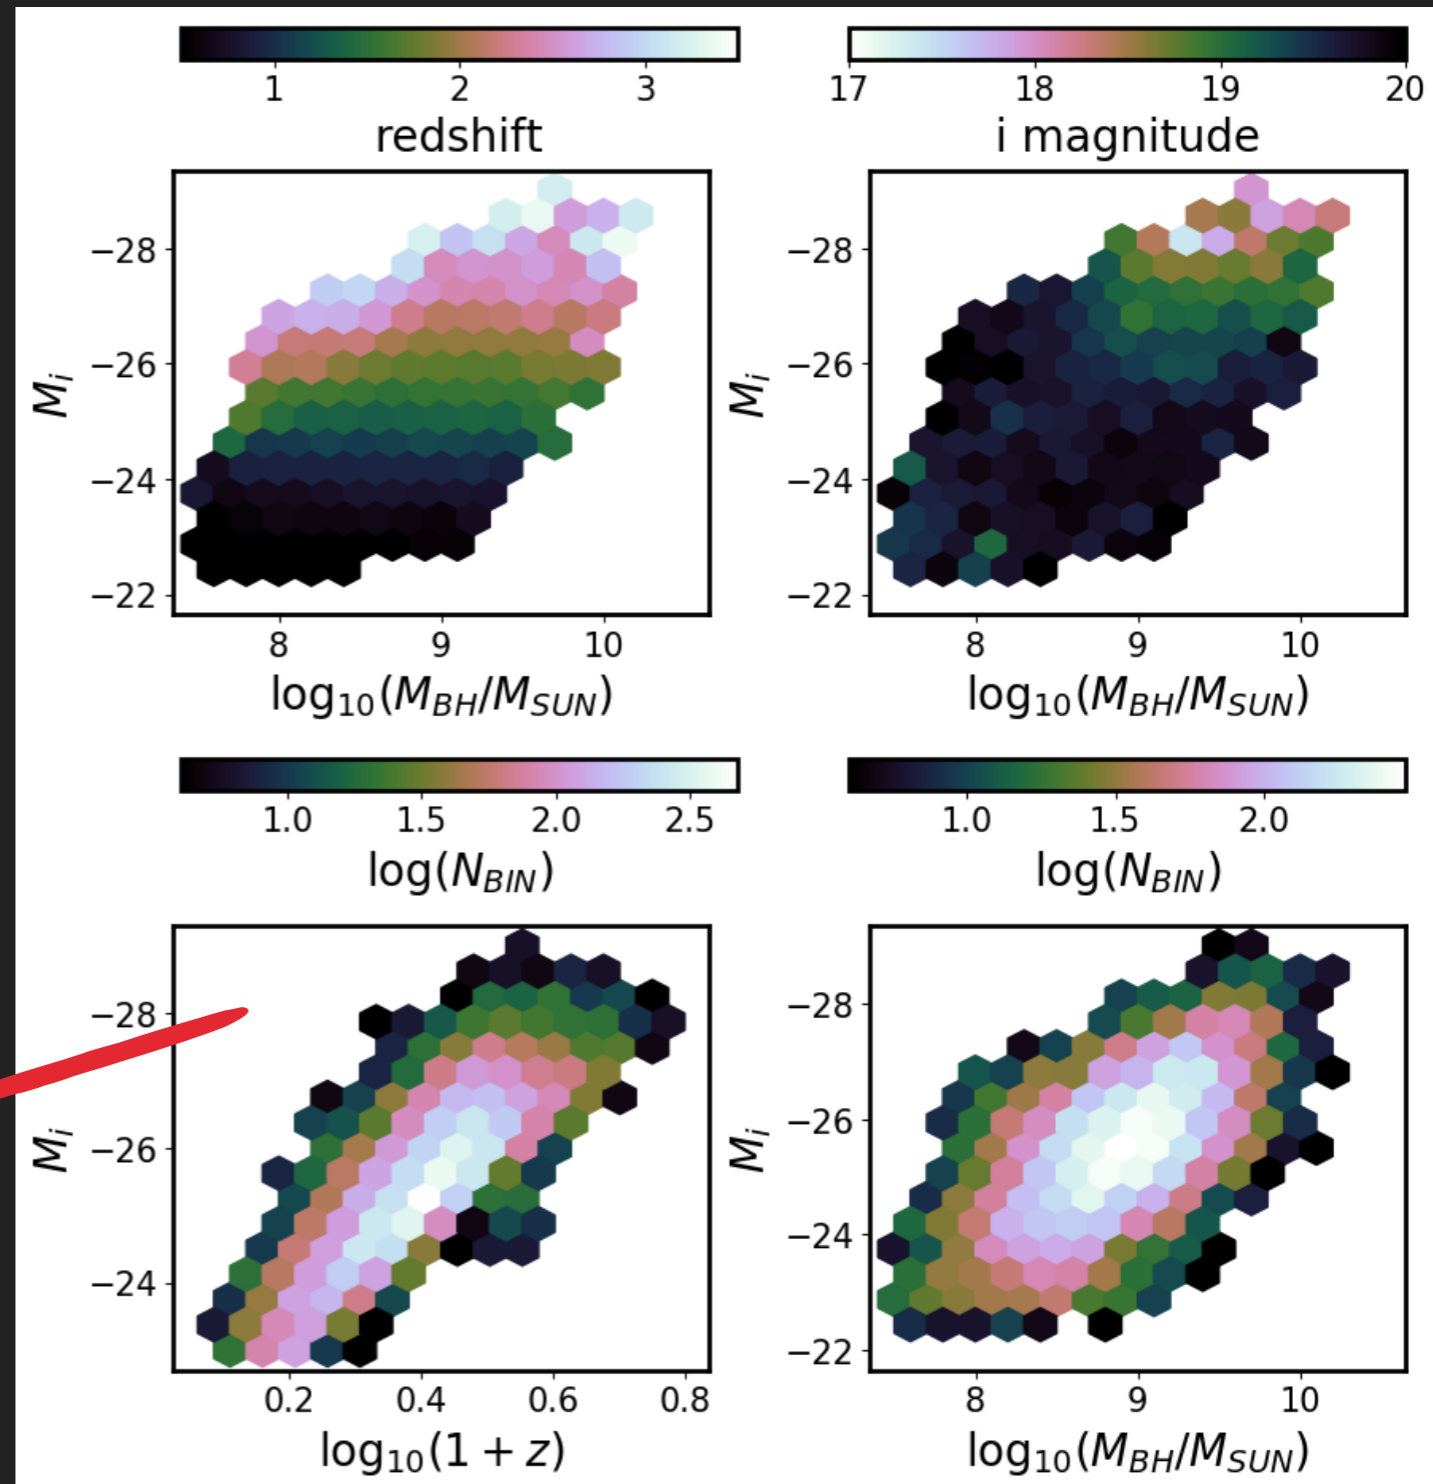 1 2 3
redshift
17 18 19 20
i magnitude
−28
−26
−24
−22
M_i
8 9 10
log₁₀(M_BH/M_SUN)
−28
−26
−24
−22
M_i
8 9 10
log₁₀(M_BH/M_SUN)
1.0 1.5 2.0 2.5
log(N_BIN)
1.0 1.5 2.0
log(N_BIN)
−28
−26
−24
M_i
0.2 0.4 0.6 0.8
log₁₀(1 + z)
−28
−26
−24
−22
M_i
8 9 10
log₁₀(M_BH/M_SUN)